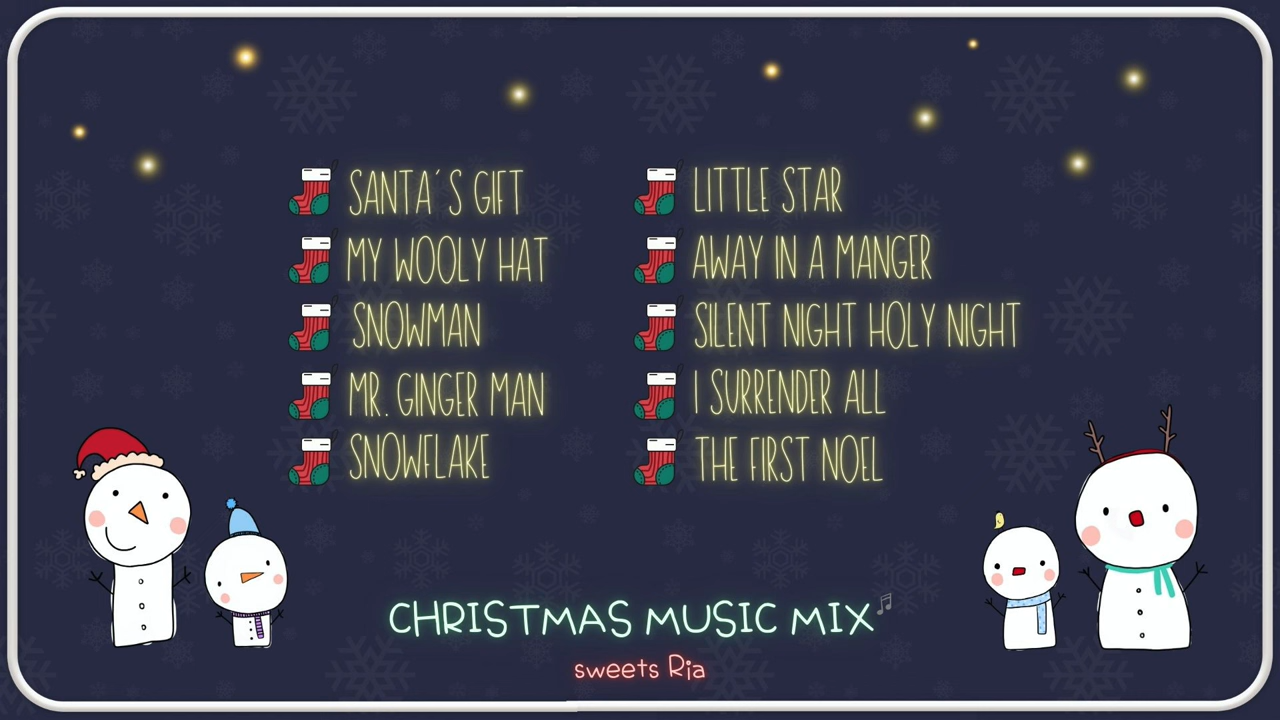 SANTA´S GIFT
MY WOOLY HAT
SNOWMAN
MR. GINGER MAN
SNOWFLAKE
LITTLE STAR
AWAY IN A MANGER
SILENT NIGHT HOLY NIGHT
I SURRENDER ALL
THE FIRST NOEL
CHRISTMAS MUSIC MIX
sweets Ria